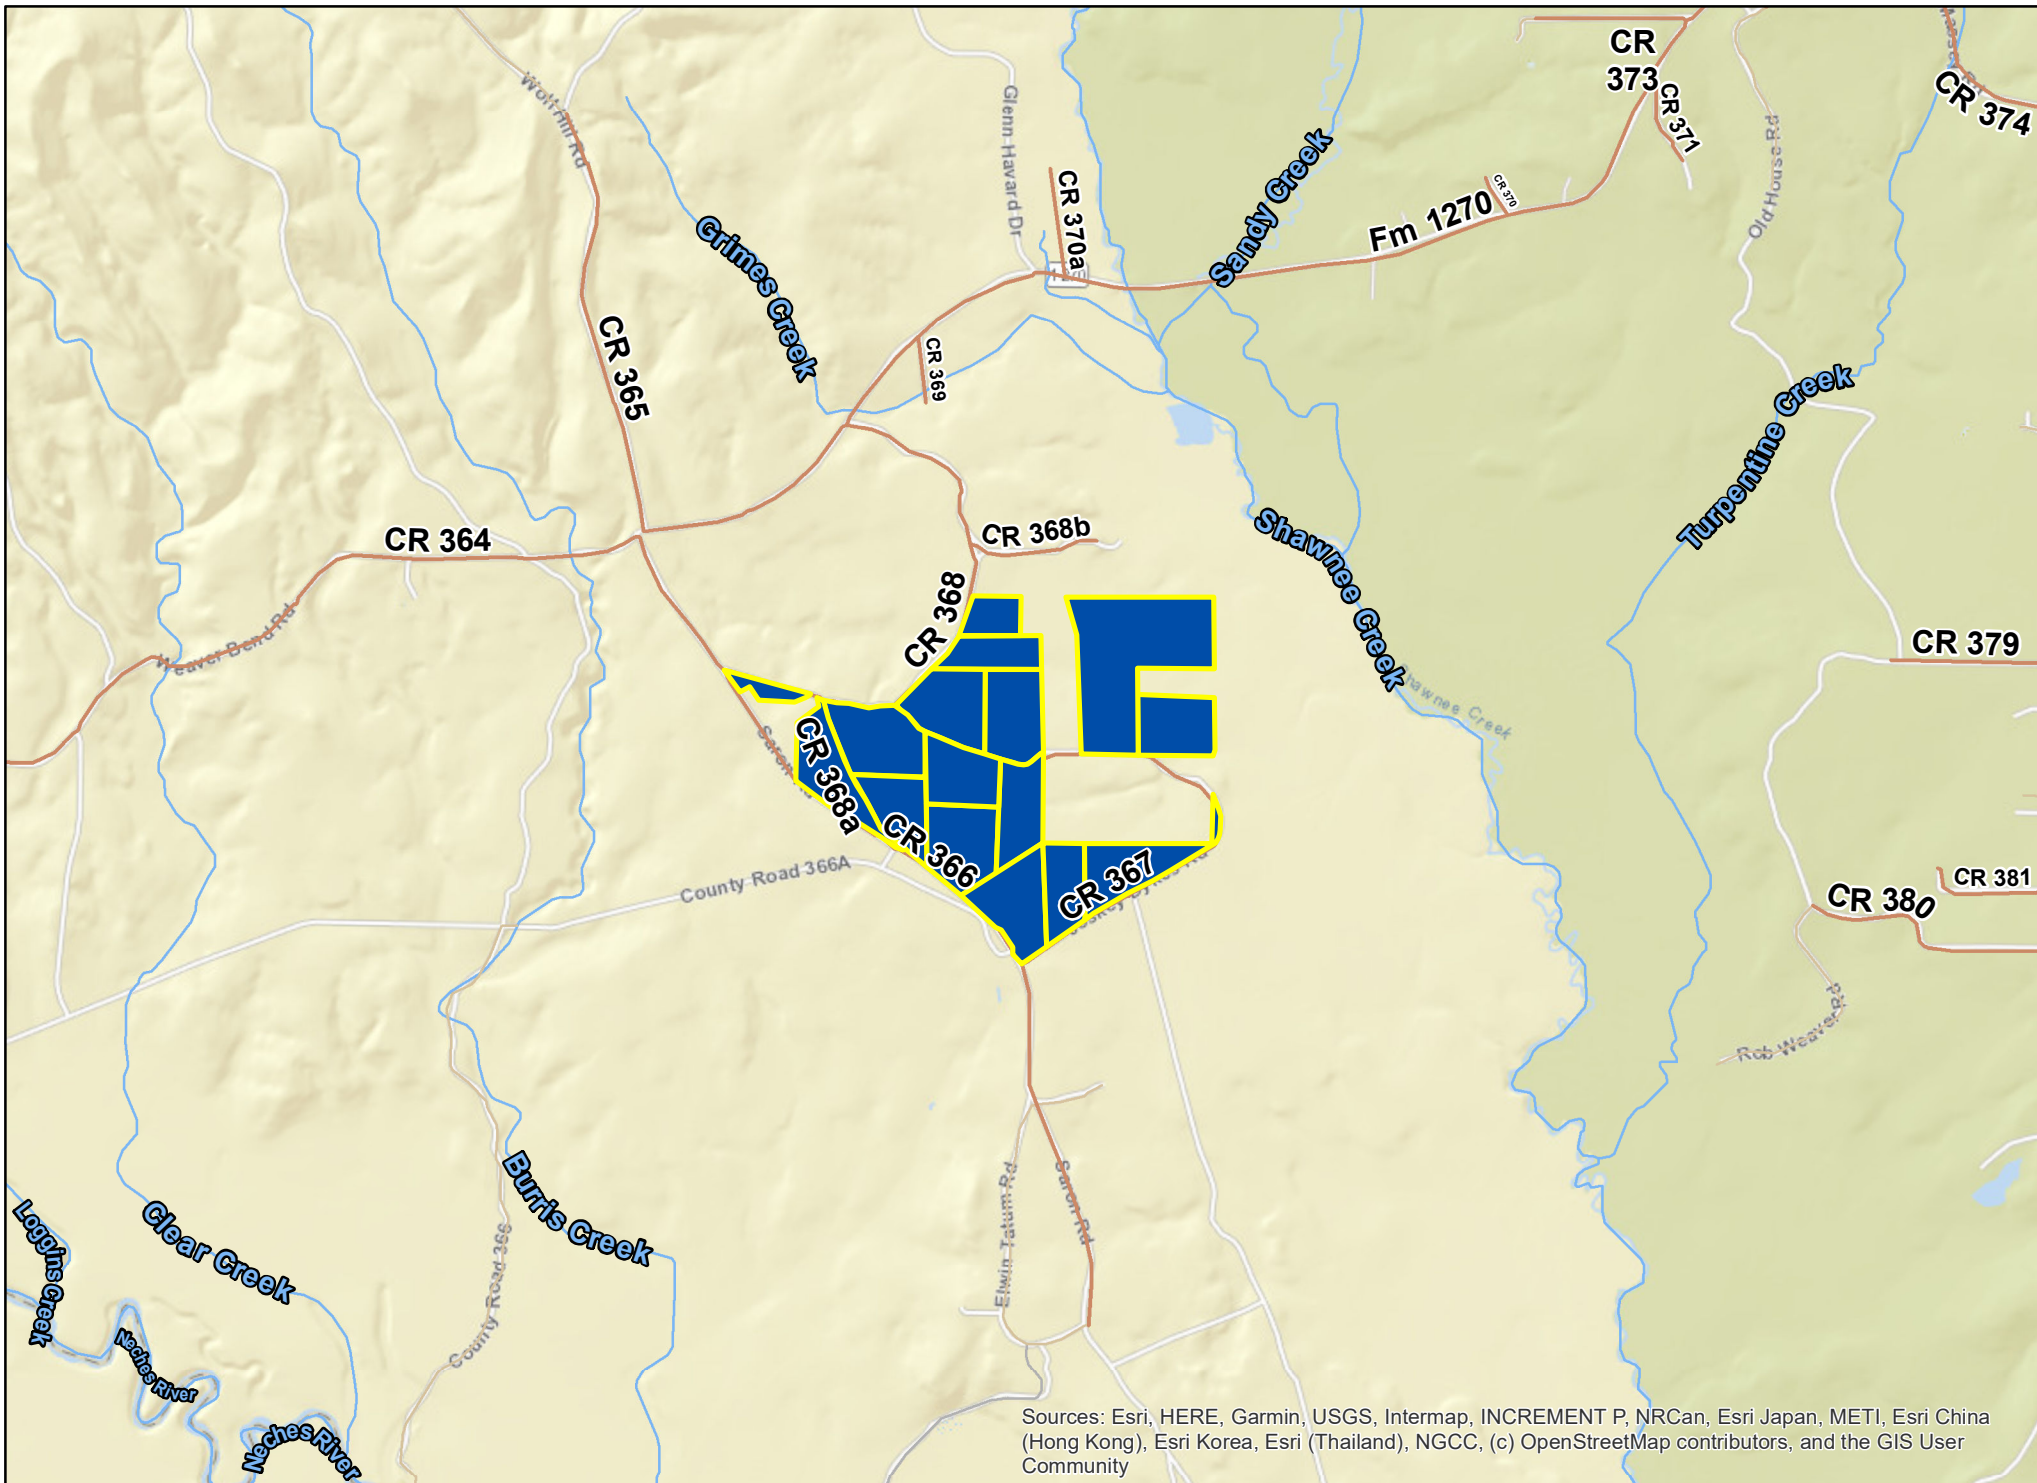 CR
373
CR 371
Mason Rd
CR 374
Wolf Hill Rd
Glenn Havard Dr
CR 370a
Sandy Creek
Fm 1270
CR 370
Old House Rd
Grimes Creek
CR 365
CR 369
Turpentine Creek
CR 364
CR 368b
Shawnee Creek
CR 368
Weaver Bend Rd
CR 379
Shawnee Creek
CR 368a
CR 366
County Road 366A
CR 367
CR 381
CR 380
Rob Weaver Rd
Burris Creek
Elwin Tatum Rd
Saron Rd
Loggins Creek
Clear Creek
County Road 366
Neches River
Neches River
Sources: Esri, HERE, Garmin, USGS, Intermap, INCREMENT P, NRCan, Esri Japan, METI, Esri China
(Hong Kong), Esri Korea, Esri (Thailand), NGCC, (c) OpenStreetMap contributors, and the GIS User
Community